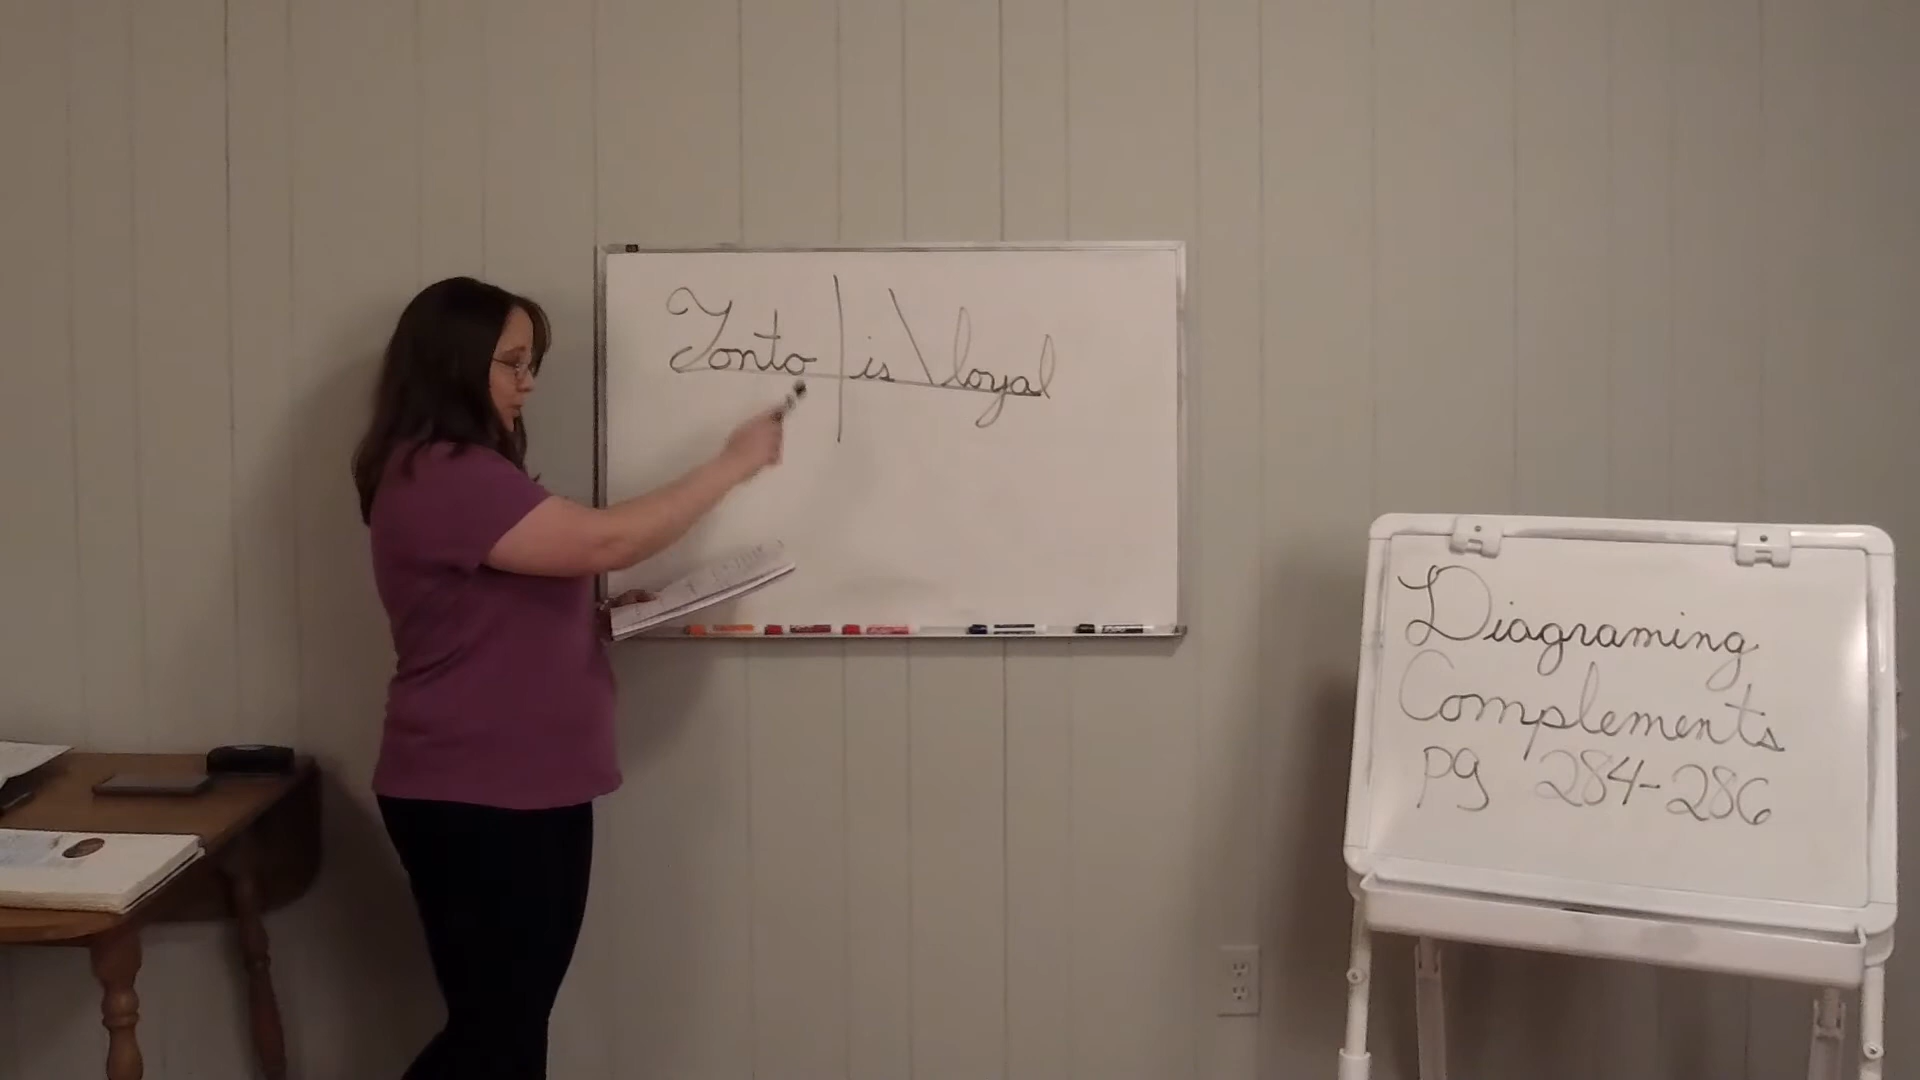 Tonto is loyal
Diagraming
Complements
pg 284-286